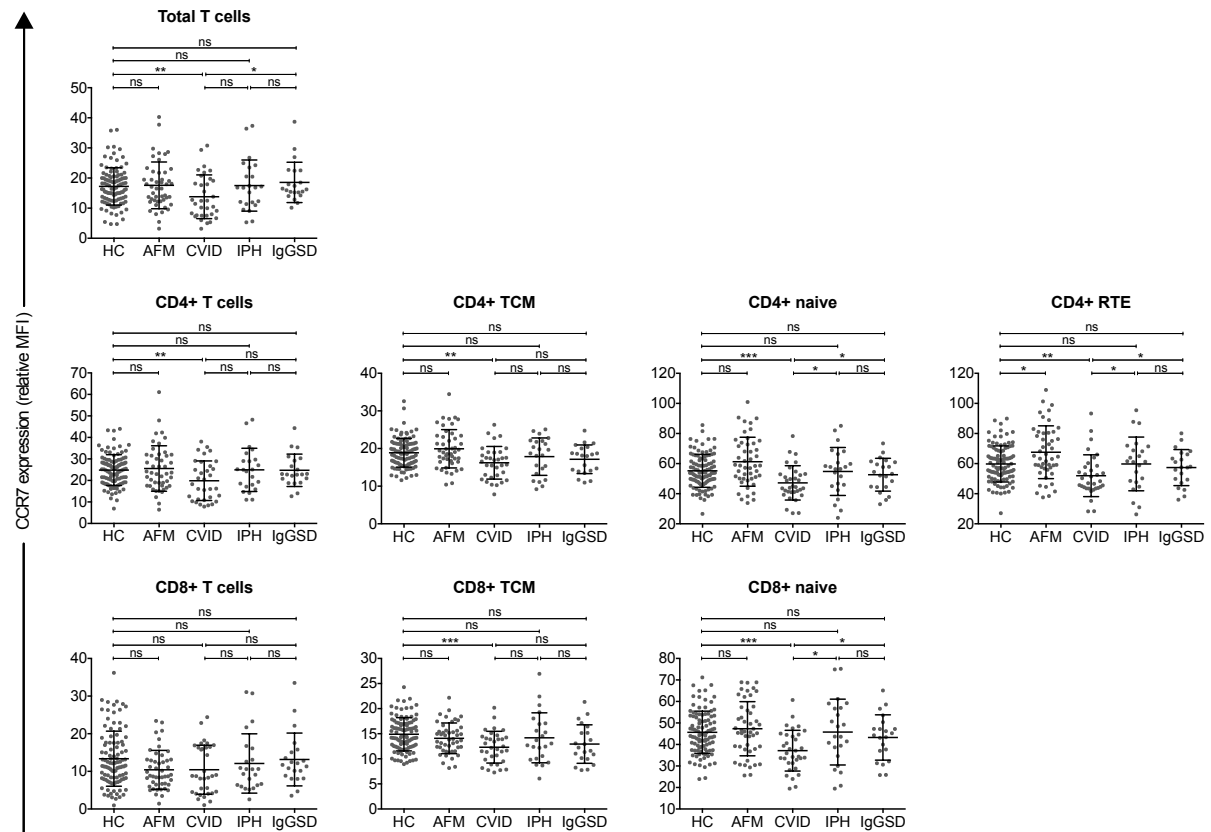 CCR7 expression (relative MFI)
Total T cells
ns
ns
** *
ns ns ns
50
40
30
20
10
0
HC AFM CVID IPH IgGSD
CD4+ T cells
ns
ns
** ns
ns ns ns
70
60
50
40
30
20
10
0
HC AFM CVID IPH IgGSD
CD4+ TCM
ns
ns
** ns
ns ns ns
40
30
20
10
0
HC AFM CVID IPH IgGSD
CD4+ naive
ns
ns
*** *
ns * ns
120
100
80
60
40
20
HC AFM CVID IPH IgGSD
CD4+ RTE
ns
ns
** *
* * ns
120
100
80
60
40
20
HC AFM CVID IPH IgGSD
CD8+ T cells
ns
ns
ns ns
ns ns ns
40
30
20
10
0
HC AFM CVID IPH IgGSD
CD8+ TCM
ns
ns
*** ns
ns ns ns
30
25
20
15
10
5
0
HC AFM CVID IPH IgGSD
CD8+ naive
ns
ns
*** *
ns * ns
80
70
60
50
40
30
20
10
HC AFM CVID IPH IgGSD